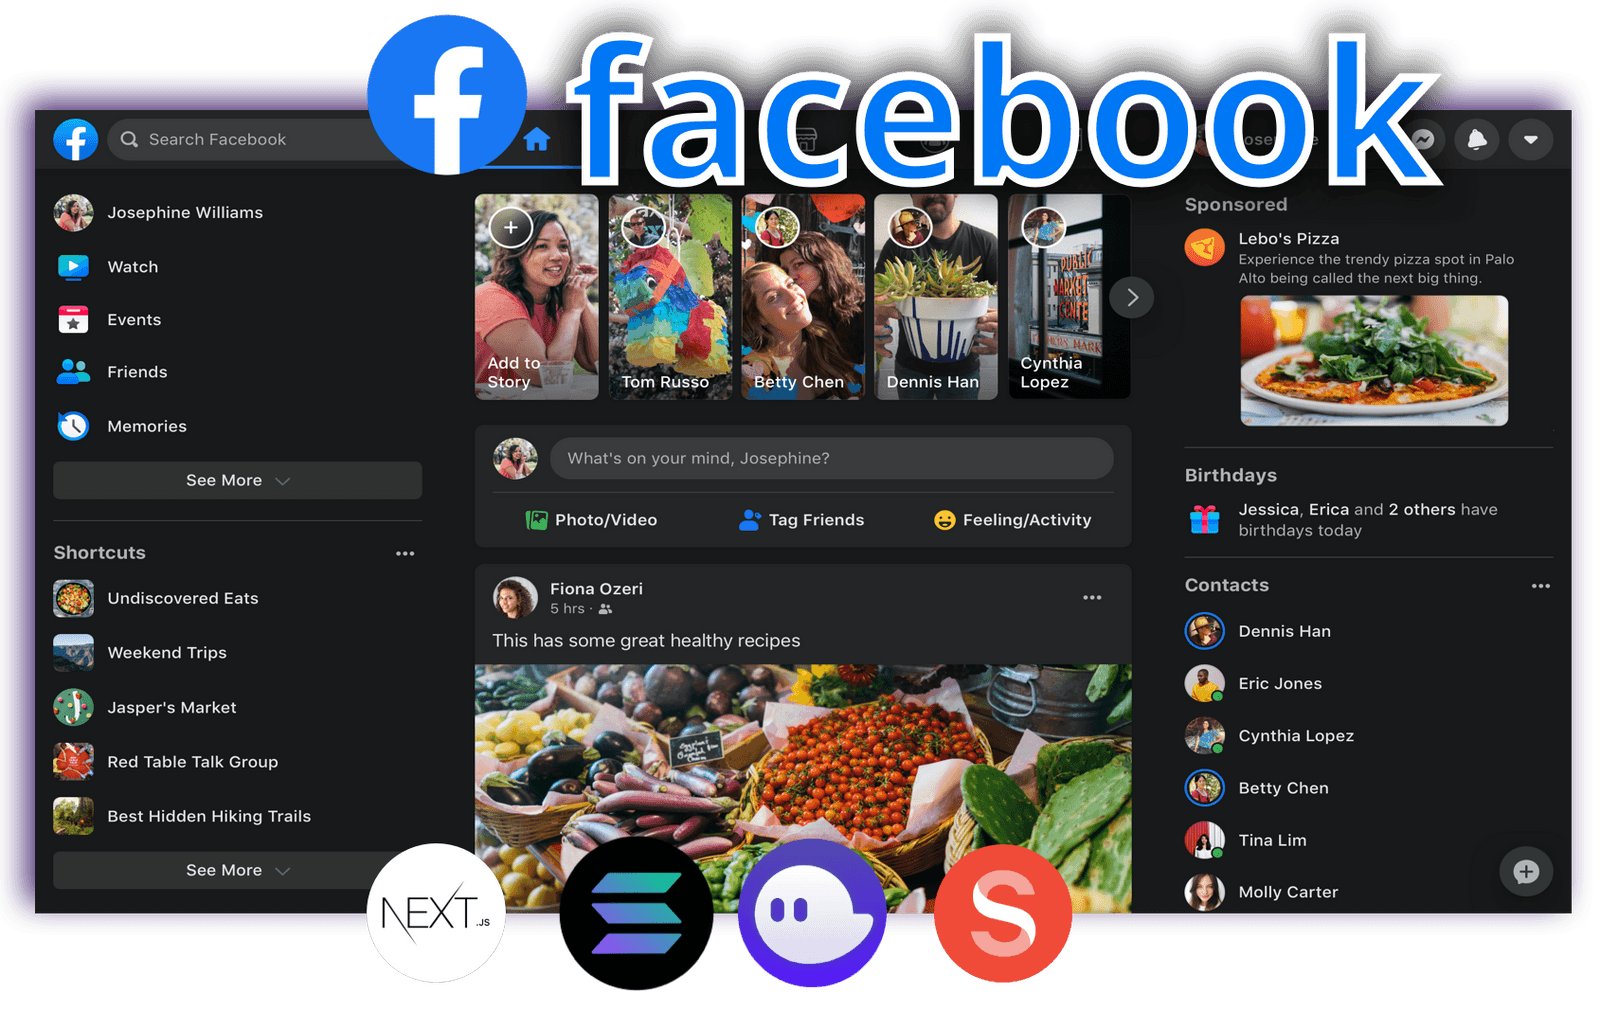 facebook
Search Facebook
Josephine Williams
Watch
Events
Friends
Memories
See More
Shortcuts
Undiscovered Eats
Weekend Trips
Jasper's Market
Red Table Talk Group
Best Hidden Hiking Trails
See More
Add to
Story
Tom Russo
Betty Chen
Dennis Han
PUBLIC
MARKET
CENTER
Cynthia
Lopez
What's on your mind, Josephine?
Photo/Video
Tag Friends
Feeling/Activity
Fiona Ozeri
5 hrs ·
This has some great healthy recipes
Sponsored
Lebo's Pizza
Experience the trendy pizza spot in Palo
Alto being called the next big thing.
Birthdays
Jessica, Erica and 2 others have
birthdays today
Contacts
Dennis Han
Eric Jones
Cynthia Lopez
Betty Chen
Tina Lim
Molly Carter
NEXT.JS
S